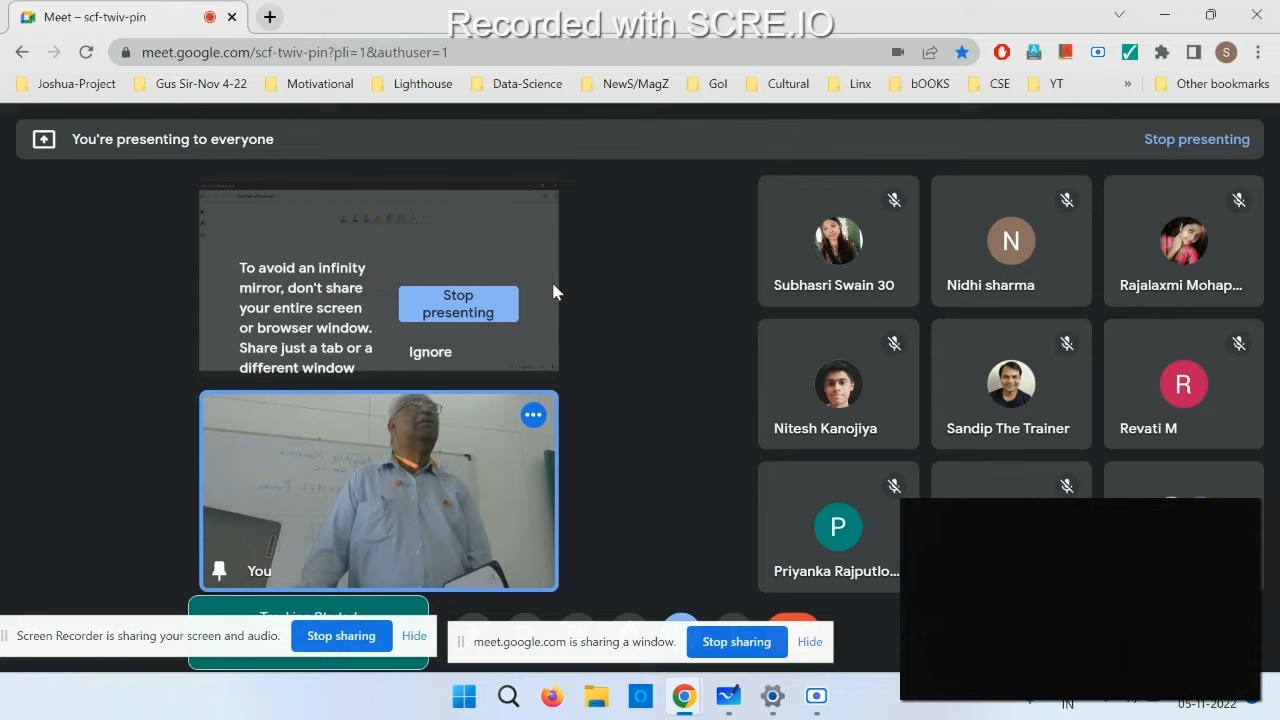 Recorded with SCRE.IO
Meet – scf-twiv-pin
meet.google.com/scf-twiv-pin?pli=1&authuser=1
S
Joshua-Project
Gus Sir-Nov 4-22
Motivational
Lighthouse
Data-Science
NewS/MagZ
GoI
Cultural
Linx
bOOKS
CSE
YT
»
Other bookmarks
You're presenting to everyone
Stop presenting
To avoid an infinity
mirror, don't share
your entire screen
or browser window.
Share just a tab or a
different window
Stop
presenting
Ignore
You
Subhasri Swain 30
N
Nidhi sharma
Rajalaxmi Mohap...
Nitesh Kanojiya
Sandip The Trainer
R
Revati M
P
Priyanka Rajputlo...
Screen Recorder is sharing your screen and audio.
Stop sharing
Hide
meet.google.com is sharing a window.
Stop sharing
Hide
IN
05-11-2022